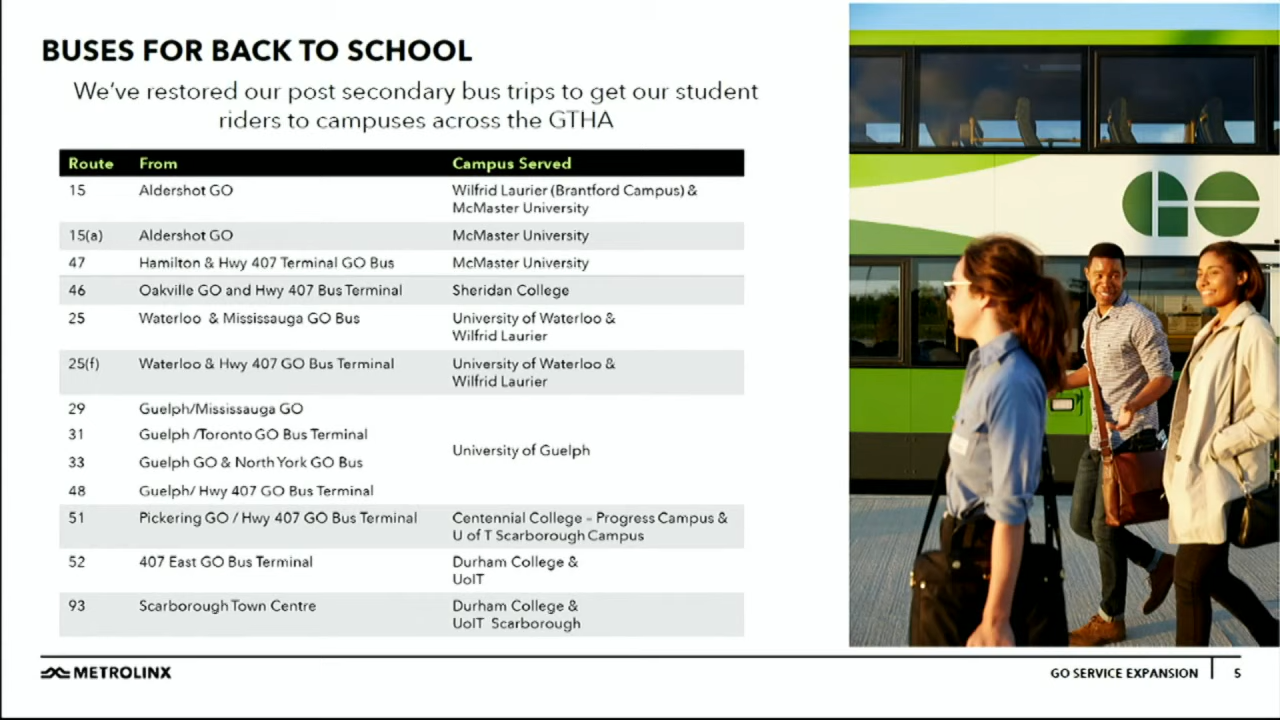 BUSES FOR BACK TO SCHOOL
We've restored our post secondary bus trips to get our student
riders to campuses across the GTHA
Route From Campus Served
15 Aldershot GO Wilfrid Laurier (Brantford Campus) &
McMaster University
15(a) Aldershot GO McMaster University
47 Hamilton & Hwy 407 Terminal GO Bus McMaster University
46 Oakville GO and Hwy 407 Bus Terminal Sheridan College
25 Waterloo & Mississauga GO Bus University of Waterloo &
Wilfrid Laurier
25(f) Waterloo & Hwy 407 GO Bus Terminal University of Waterloo &
Wilfrid Laurier
29 Guelph/Mississauga GO
31 Guelph /Toronto GO Bus Terminal
University of Guelph
33 Guelph GO & North York GO Bus
48 Guelph/ Hwy 407 GO Bus Terminal
51 Pickering GO / Hwy 407 GO Bus Terminal Centennial College – Progress Campus &
U of T Scarborough Campus
52 407 East GO Bus Terminal Durham College &
UoIT
93 Scarborough Town Centre Durham College &
UoIT Scarborough
GO
METROLINX
GO SERVICE EXPANSION 5